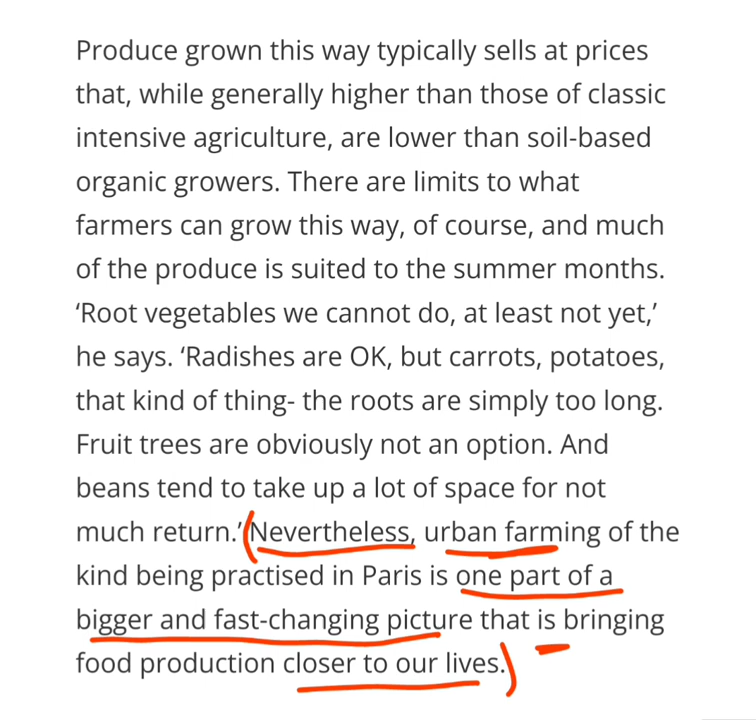 Produce grown this way typically sells at prices
that, while generally higher than those of classic
intensive agriculture, are lower than soil-based
organic growers. There are limits to what
farmers can grow this way, of course, and much
of the produce is suited to the summer months.
‘Root vegetables we cannot do, at least not yet,’
he says. ‘Radishes are OK, but carrots, potatoes,
that kind of thing- the roots are simply too long.
Fruit trees are obviously not an option. And
beans tend to take up a lot of space for not
much return.’ Nevertheless, urban farming of the
kind being practised in Paris is one part of a
bigger and fast-changing picture that is bringing
food production closer to our lives.